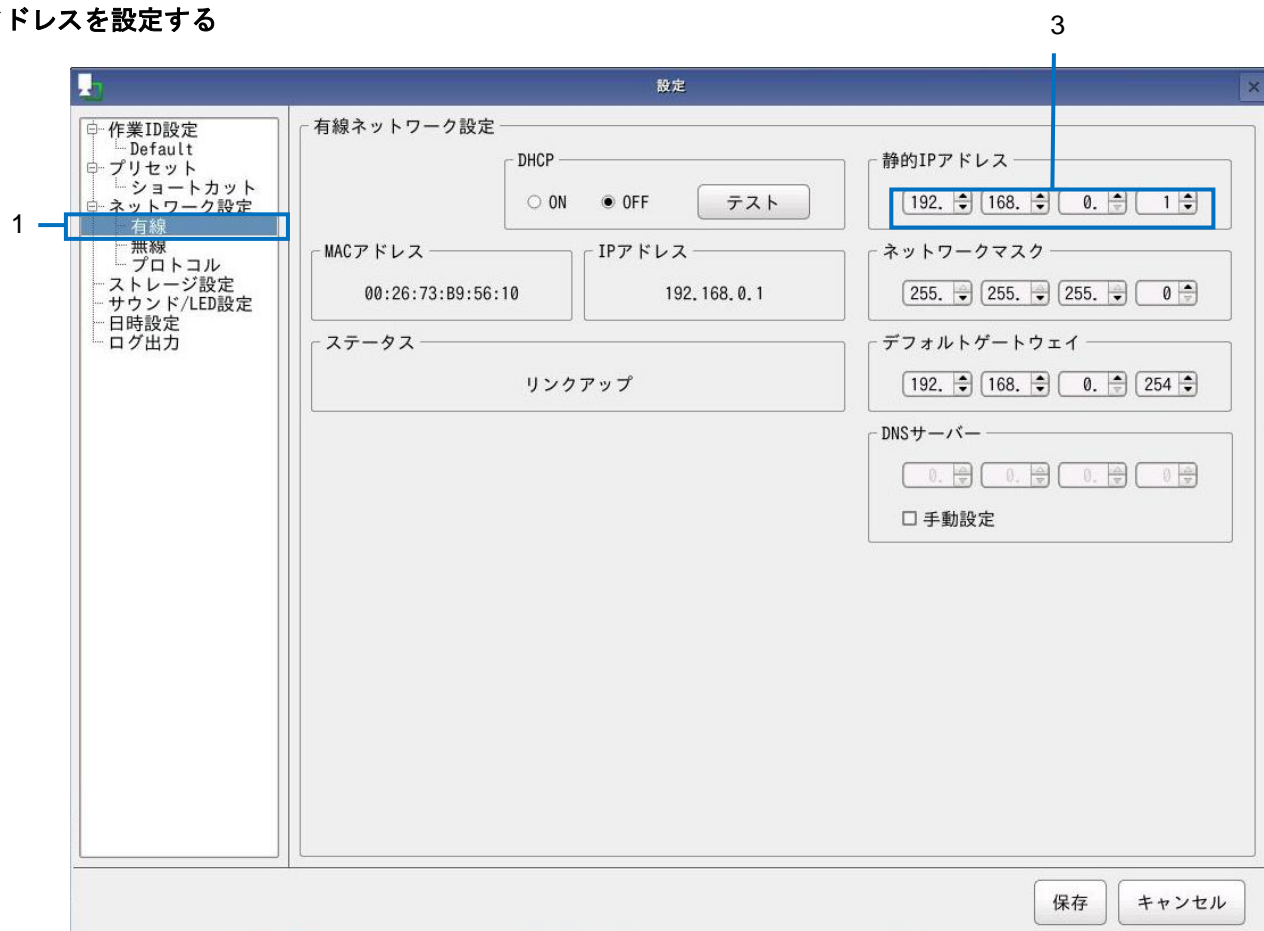 ドレスを設定する
3
設定
1
作業ID設定
Default
プリセット
ショートカット
ネットワーク設定
有線
無線
プロトコル
ストレージ設定
サウンド/LED設定
日時設定
ログ出力
有線ネットワーク設定
DHCP
ON OFF テスト
静的IPアドレス
192. 168. 0. 1
MACアドレス
00:26:73:B9:56:10
IPアドレス
192.168.0.1
ネットワークマスク
255. 255. 255. 0
ステータス
リンクアップ
デフォルトゲートウェイ
192. 168. 0. 254
DNSサーバー
0. 0. 0. 0
手動設定
保存 キャンセル